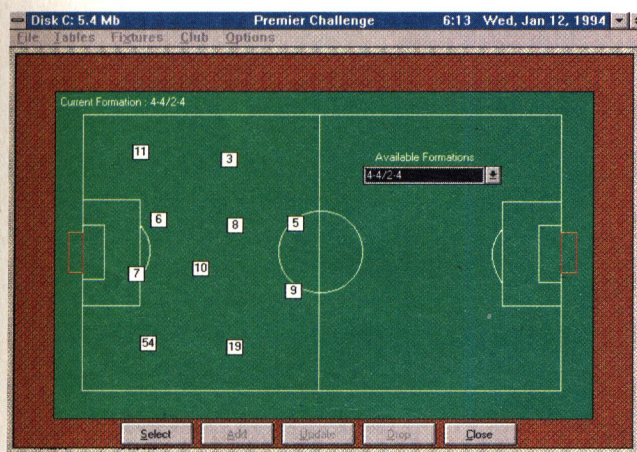 Disk C: 5.4 Mb Premier Challenge 6:13 Wed, Jan 12, 1994
File Tables Fixtures Club Options
Current Formation : 4-4/2-4
11
3
Available Formations
4-4/2-4
6
8
5
7
10
9
54
19
Select Add Update Drop Close